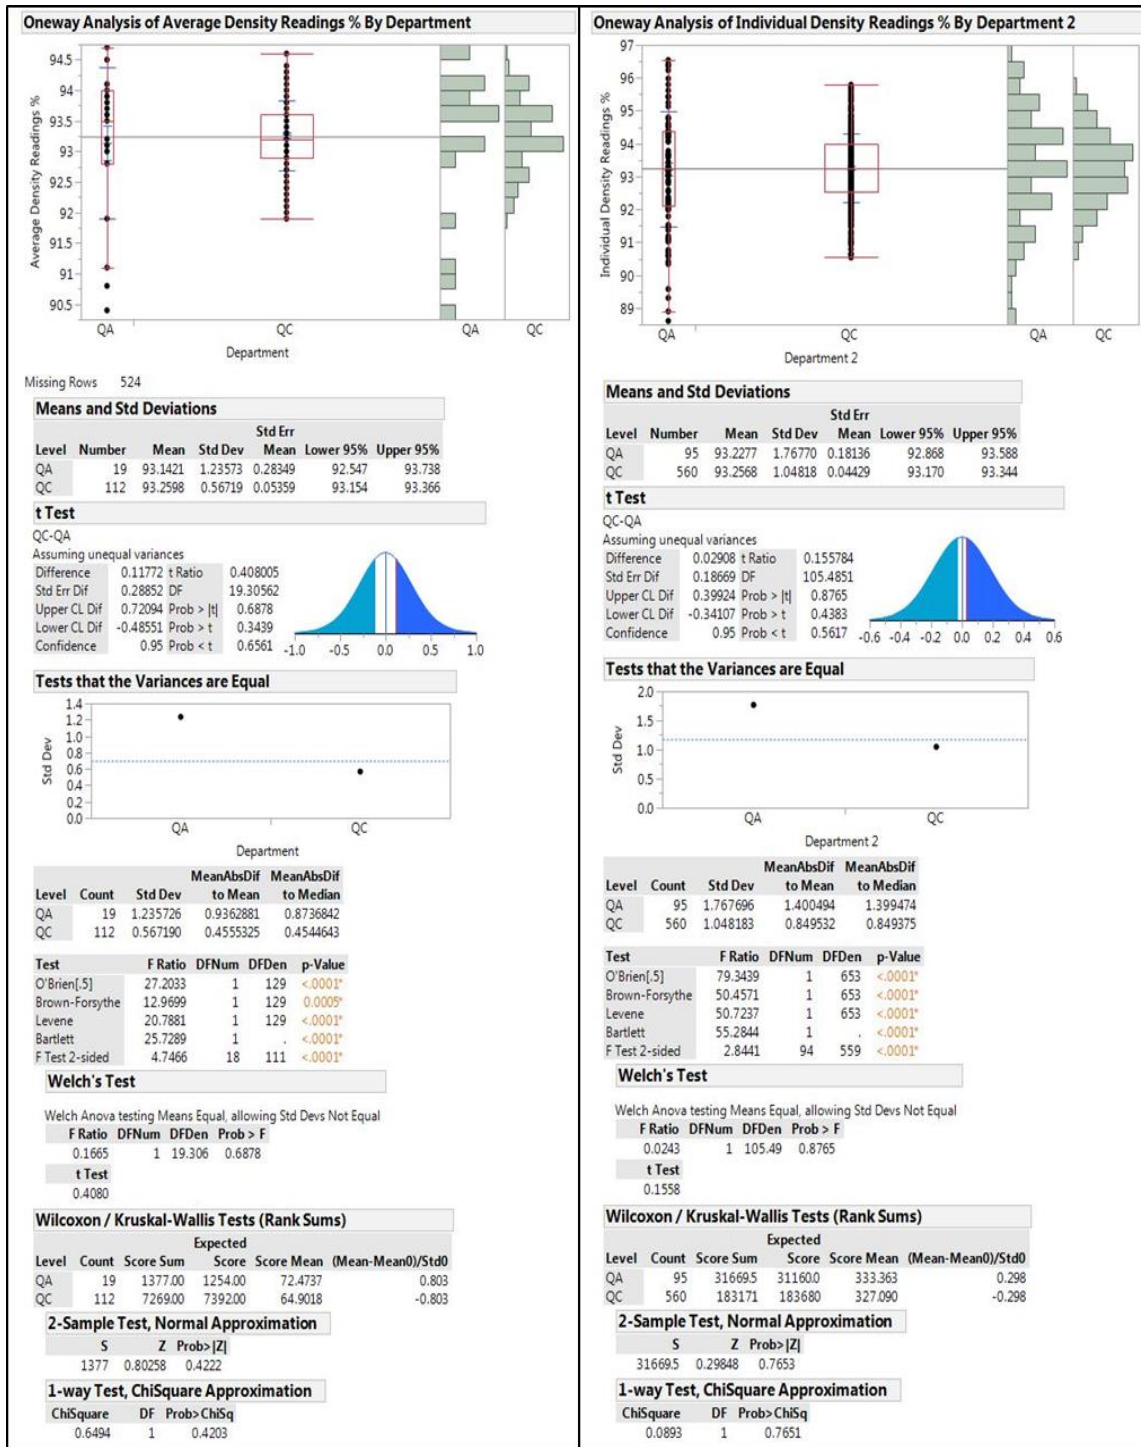 Oneway Analysis of Average Density Readings % By Department
94.5
94
93.5
93
92.5
92
91.5
91
90.5
Average Density Readings %
QA QC QA QC
Department
Missing Rows 524
Means and Std Deviations
Std Err
Level Number Mean Std Dev Mean Lower 95% Upper 95%
QA 19 93.1421 1.23573 0.28349 92.547 93.738
QC 112 93.2598 0.56719 0.05359 93.154 93.366
t Test
QC-QA
Assuming unequal variances
Difference 0.11772 t Ratio 0.408005
Std Err Dif 0.28852 DF 19.30562
Upper CL Dif 0.72094 Prob > |t| 0.6878
Lower CL Dif -0.48551 Prob > t 0.3439
Confidence 0.95 Prob < t 0.6561
-1.0 -0.5 0.0 0.5 1.0
Tests that the Variances are Equal
1.4
1.2
1.0
0.8
0.6
0.4
0.2
0.0
Std Dev
QA QC
Department
MeanAbsDif MeanAbsDif
Level Count Std Dev to Mean to Median
QA 19 1.235726 0.9362881 0.8736842
QC 112 0.567190 0.4555325 0.4544643
Test F Ratio DFNum DFDen p-Value
O'Brien[.5] 27.2033 1 129 <.0001*
Brown-Forsythe 12.9699 1 129 0.0005*
Levene 20.7881 1 129 <.0001*
Bartlett 25.7289 1 . <.0001*
F Test 2-sided 4.7466 18 111 <.0001*
Welch's Test
Welch Anova testing Means Equal, allowing Std Devs Not Equal
F Ratio DFNum DFDen Prob > F
0.1665 1 19.306 0.6878
t Test
0.4080
Wilcoxon / Kruskal-Wallis Tests (Rank Sums)
Expected
Level Count Score Sum Score Score Mean (Mean-Mean0)/Std0
QA 19 1377.00 1254.00 72.4737 0.803
QC 112 7269.00 7392.00 64.9018 -0.803
2-Sample Test, Normal Approximation
S Z Prob>|Z|
1377 0.80258 0.4222
1-way Test, ChiSquare Approximation
ChiSquare DF Prob>ChiSq
0.6494 1 0.4203
Oneway Analysis of Individual Density Readings % By Department 2
97
96
95
94
93
92
91
90
89
Individual Density Readings %
QA QC QA QC
Department 2
Means and Std Deviations
Std Err
Level Number Mean Std Dev Mean Lower 95% Upper 95%
QA 95 93.2277 1.76770 0.18136 92.868 93.588
QC 560 93.2568 1.04818 0.04429 93.170 93.344
t Test
QC-QA
Assuming unequal variances
Difference 0.02908 t Ratio 0.155784
Std Err Dif 0.18669 DF 105.4851
Upper CL Dif 0.39924 Prob > |t| 0.8765
Lower CL Dif -0.34107 Prob > t 0.4383
Confidence 0.95 Prob < t 0.5617
-0.6 -0.4 -0.2 0.0 0.2 0.4 0.6
Tests that the Variances are Equal
2.0
1.5
1.0
0.5
0.0
Std Dev
QA QC
Department 2
MeanAbsDif MeanAbsDif
Level Count Std Dev to Mean to Median
QA 95 1.767696 1.400494 1.399474
QC 560 1.048183 0.849532 0.849375
Test F Ratio DFNum DFDen p-Value
O'Brien[.5] 79.3439 1 653 <.0001*
Brown-Forsythe 50.4571 1 653 <.0001*
Levene 50.7237 1 653 <.0001*
Bartlett 55.2844 1 . <.0001*
F Test 2-sided 2.8441 94 559 <.0001*
Welch's Test
Welch Anova testing Means Equal, allowing Std Devs Not Equal
F Ratio DFNum DFDen Prob > F
0.0243 1 105.49 0.8765
t Test
0.1558
Wilcoxon / Kruskal-Wallis Tests (Rank Sums)
Expected
Level Count Score Sum Score Score Mean (Mean-Mean0)/Std0
QA 95 31669.5 31160.0 333.363 0.298
QC 560 183171 183680 327.090 -0.298
2-Sample Test, Normal Approximation
S Z Prob>|Z|
31669.5 0.29848 0.7653
1-way Test, ChiSquare Approximation
ChiSquare DF Prob>ChiSq
0.0893 1 0.7651